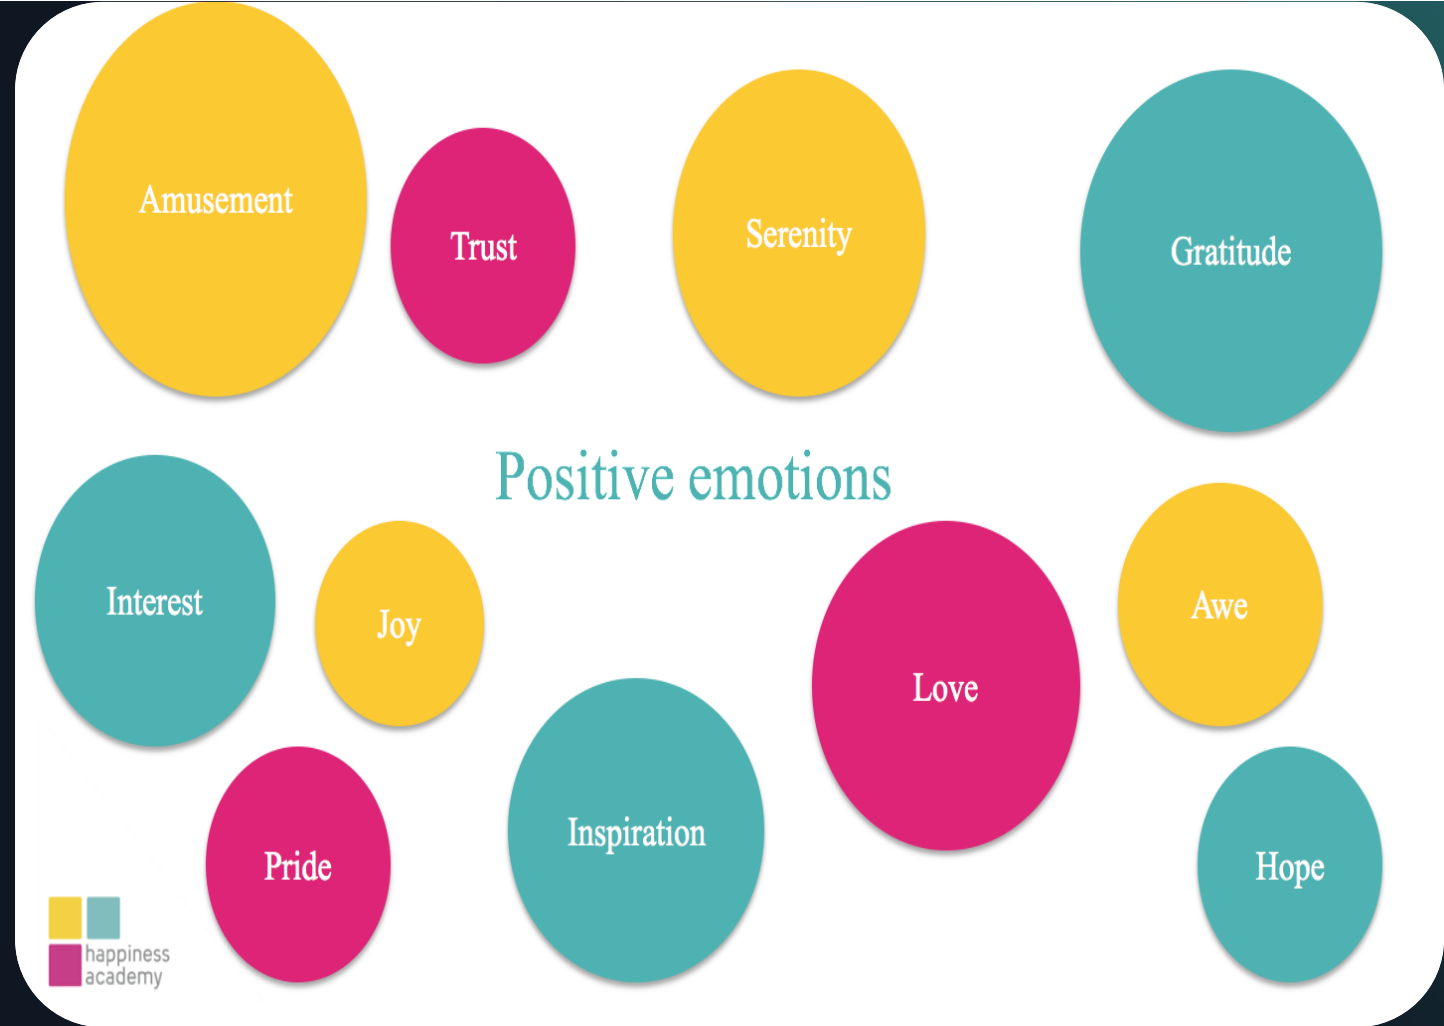 Amusement
Trust
Serenity
Gratitude
Positive emotions
Interest
Joy
Love
Awe
Inspiration
Pride
Hope
happiness
academy